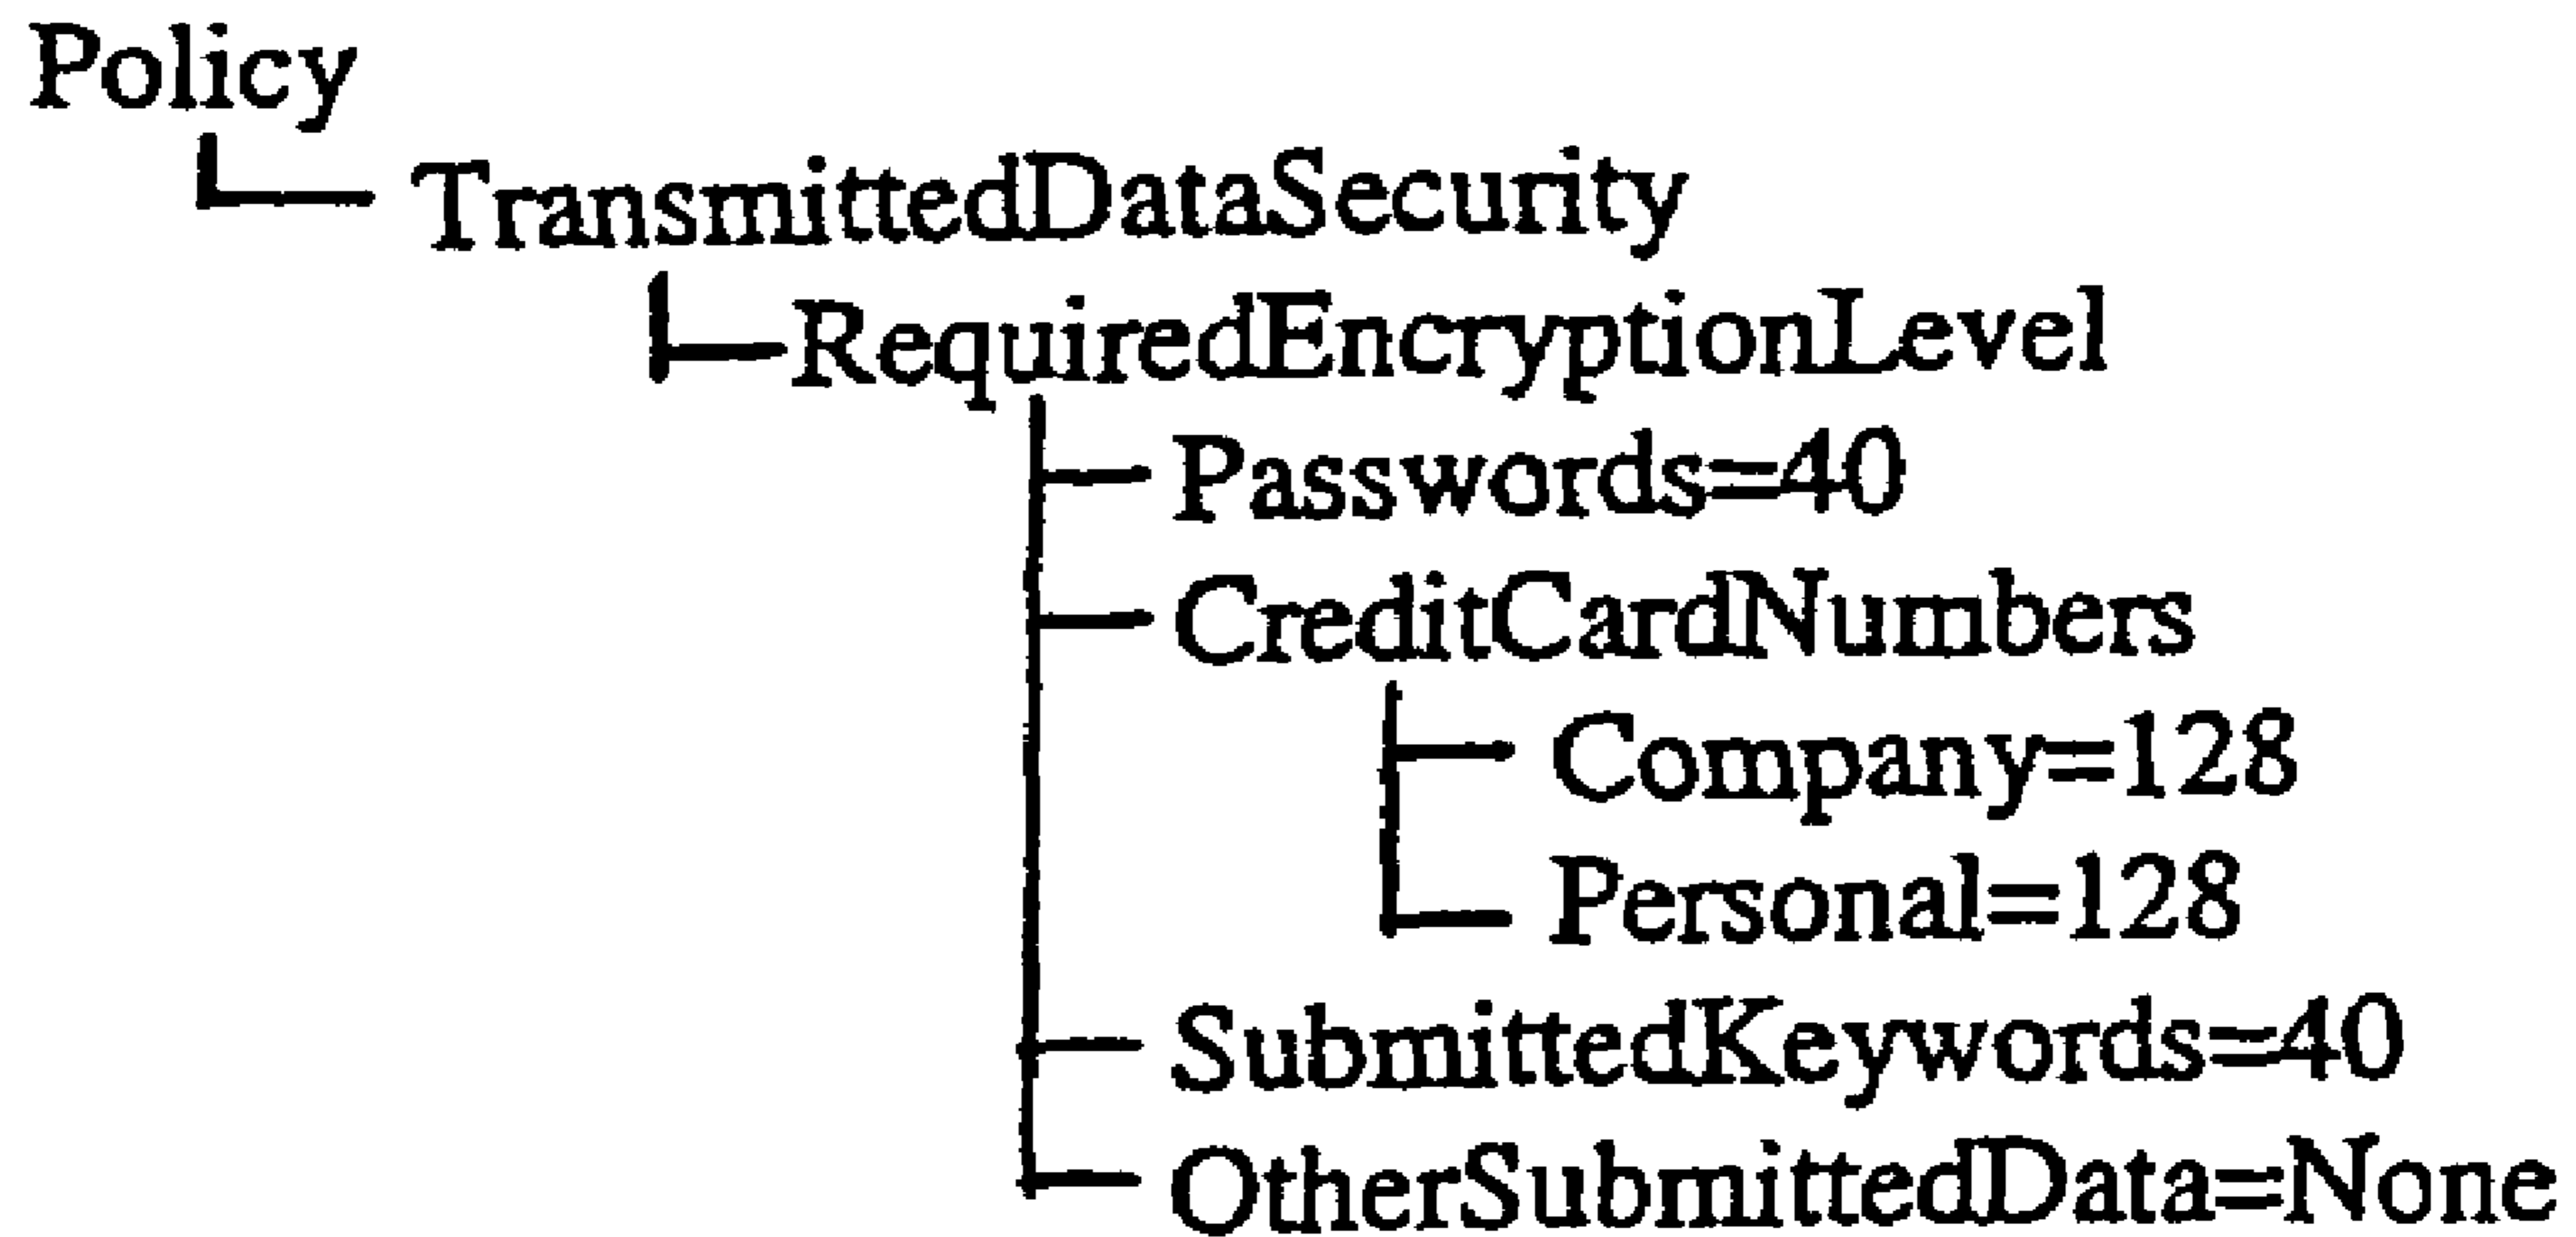 Policy
TransmittedDataSecurity
RequiredEncryptionLevel
Passwords=40
CreditCardNumbers
Company=128
Personal=128
SubmittedKeywords=40
OtherSubmittedData=None